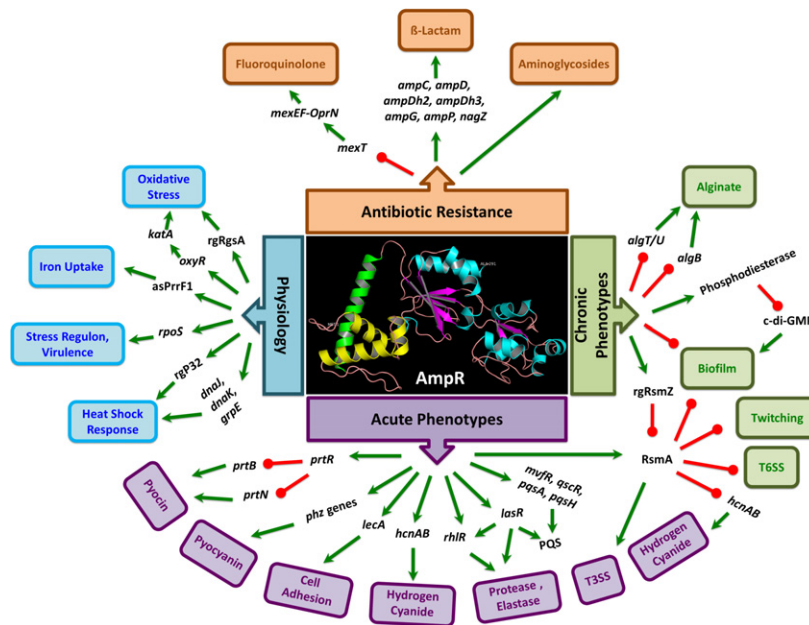 ß-Lactam
Fluoroquinolone
Aminoglycosides
ampC, ampD,
ampDh2, ampDh3,
ampG, ampP, nagZ
mexEF-OprN
mexT
Antibiotic Resistance
Oxidative
Stress
katA
oxyR
rgRgsA
Iron Uptake
asPrrF1
Stress Regulon,
Virulence
rpoS
rgP32
dnaJ,
dnaK,
grpE
Heat Shock
Response
Physiology
AmpR
Chronic
Phenotypes
Alginate
algT/U
algB
Phosphodiesterase
c-di-GMP
Biofilm
rgRsmZ
Twitching
RsmA
T6SS
hcnAB
Hydrogen
Cyanide
T3SS
Acute Phenotypes
prtB
prtR
prtN
Pyocin
phz genes
Pyocyanin
lecA
Cell
Adhesion
hcnAB
Hydrogen
Cyanide
rhlR
lasR
mvfR, qscR,
pqsA, pqsH
PQS
Protease ,
Elastase